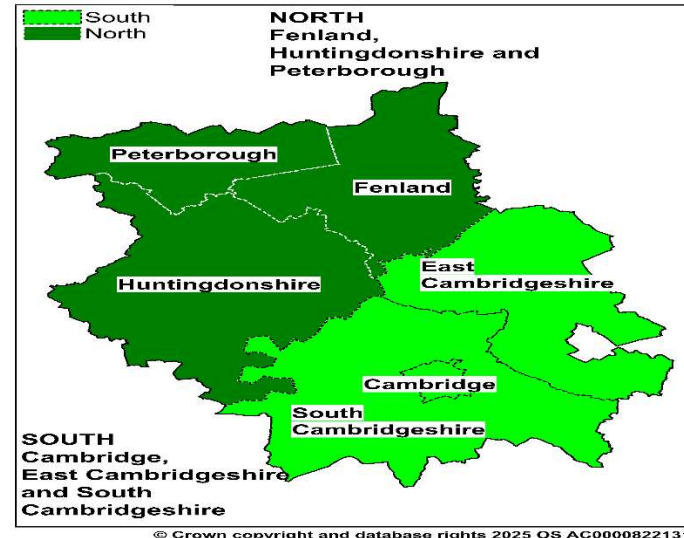 South
North
NORTH
Fenland,
Huntingdonshire and
Peterborough
Peterborough
Fenland
Huntingdonshire
East
Cambridgeshire
Cambridge
South
Cambridgeshire
SOUTH
Cambridge,
East Cambridgeshire
and South
Cambridgeshire
© Crown copyright and database rights 2025 OS AC000082213